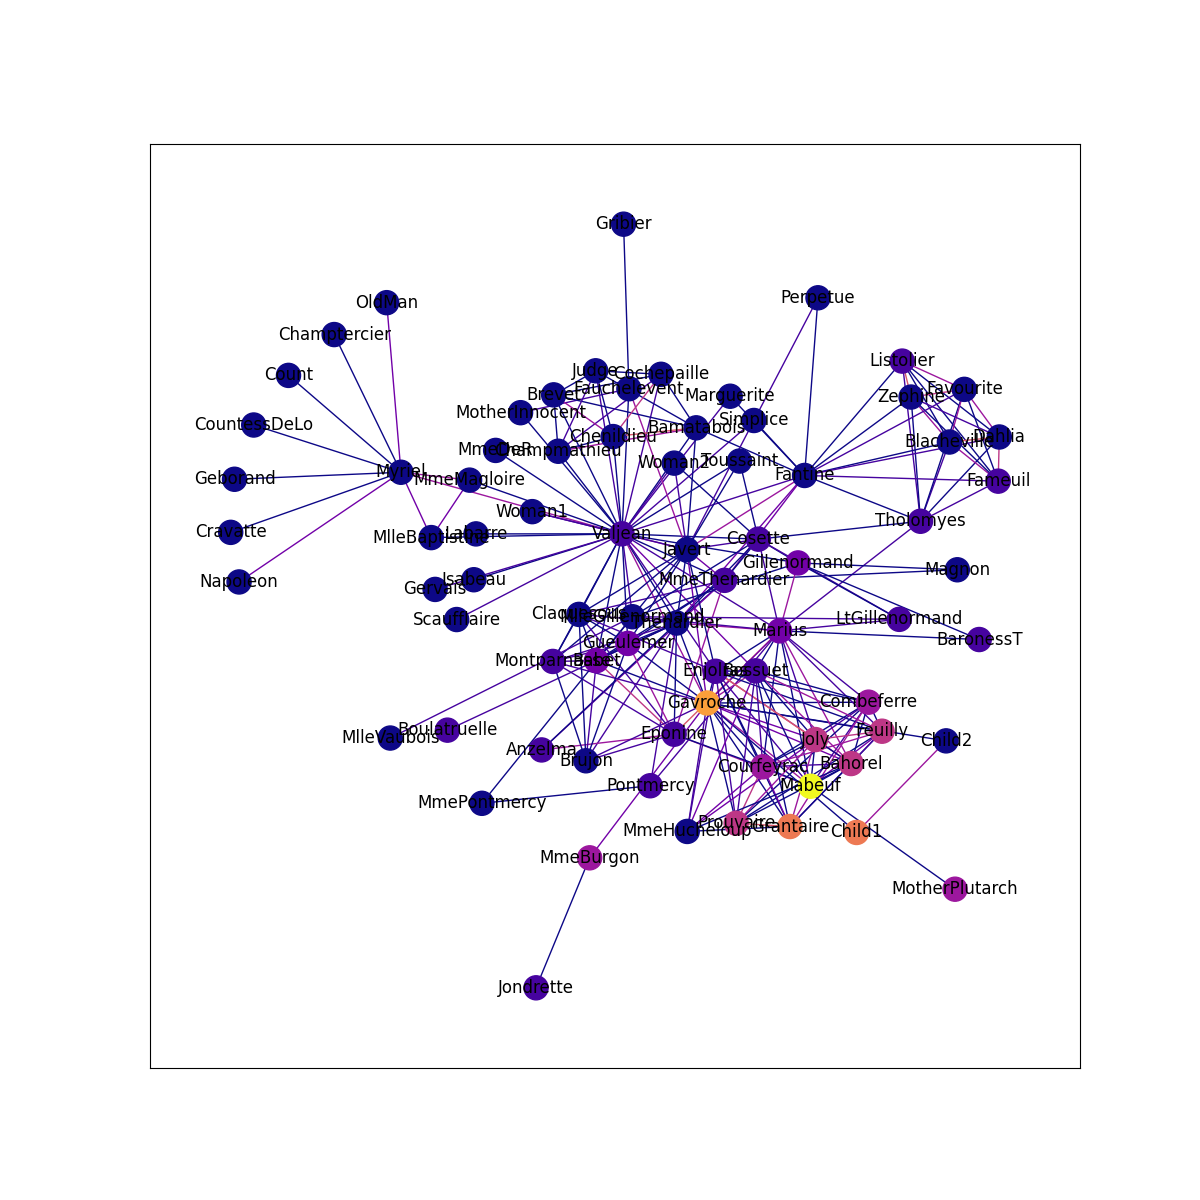 Gribier
Perpetue
OldMan
Champtercier
Listolier
Count
Judge
Cochepaille
Fauchelevent
Favourite
Brevet
Marguerite
Zephine
MotherInnocent
Simplice
CountessDeLo
Bamatabois
Chenildieu
Dahlia
Blacheville
MmeDeR
Champmathieu
Woman2
Toussaint
Myriel
Fantine
Geborand
MmeMagloire
Fameuil
Woman1
Tholomyes
Cravatte
Labarre
Valjean
MlleBaptistine
Cosette
Javert
Gillenormand
Magnon
Napoleon
Isabeau
MmeThenardier
Gervais
Claquesous
MlleGillenormand
Scaufflaire
LtGillenormand
Thenardier
Marius
BaronessT
Gueulemer
Montparnasse
Babet
Enjolras
Bossuet
Gavroche
Combeferre
Boulatruelle
Feuilly
Eponine
MlleVaubois
Joly
Child2
Anzelma
Brujon
Bahorel
Courfeyrac
Pontmercy
Mabeuf
MmePontmercy
Prouvaire
Grantaire
MmeHucheloup
Child1
MmeBurgon
MotherPlutarch
Jondrette